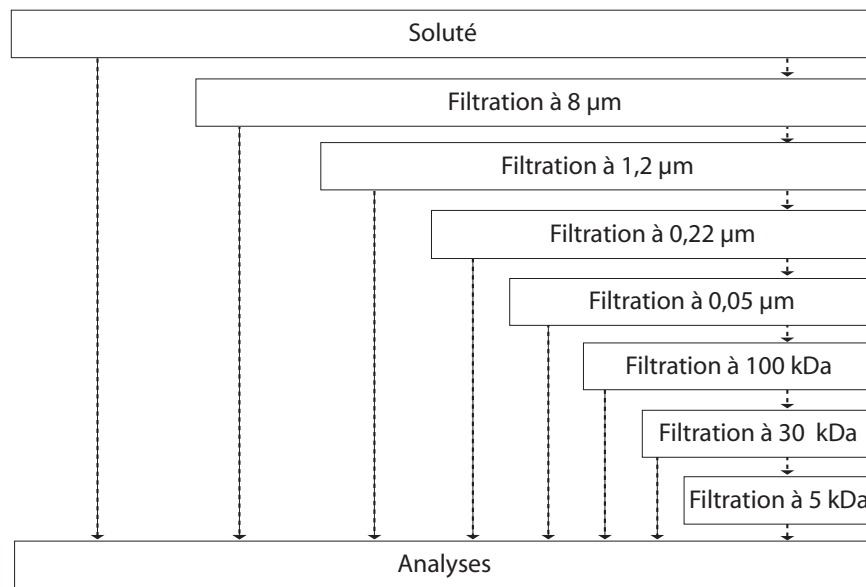 Soluté
Filtration à 8 µm
Filtration à 1,2 µm
Filtration à 0,22 µm
Filtration à 0,05 µm
Filtration à 100 kDa
Filtration à 30 kDa
Filtration à 5 kDa
Analyses